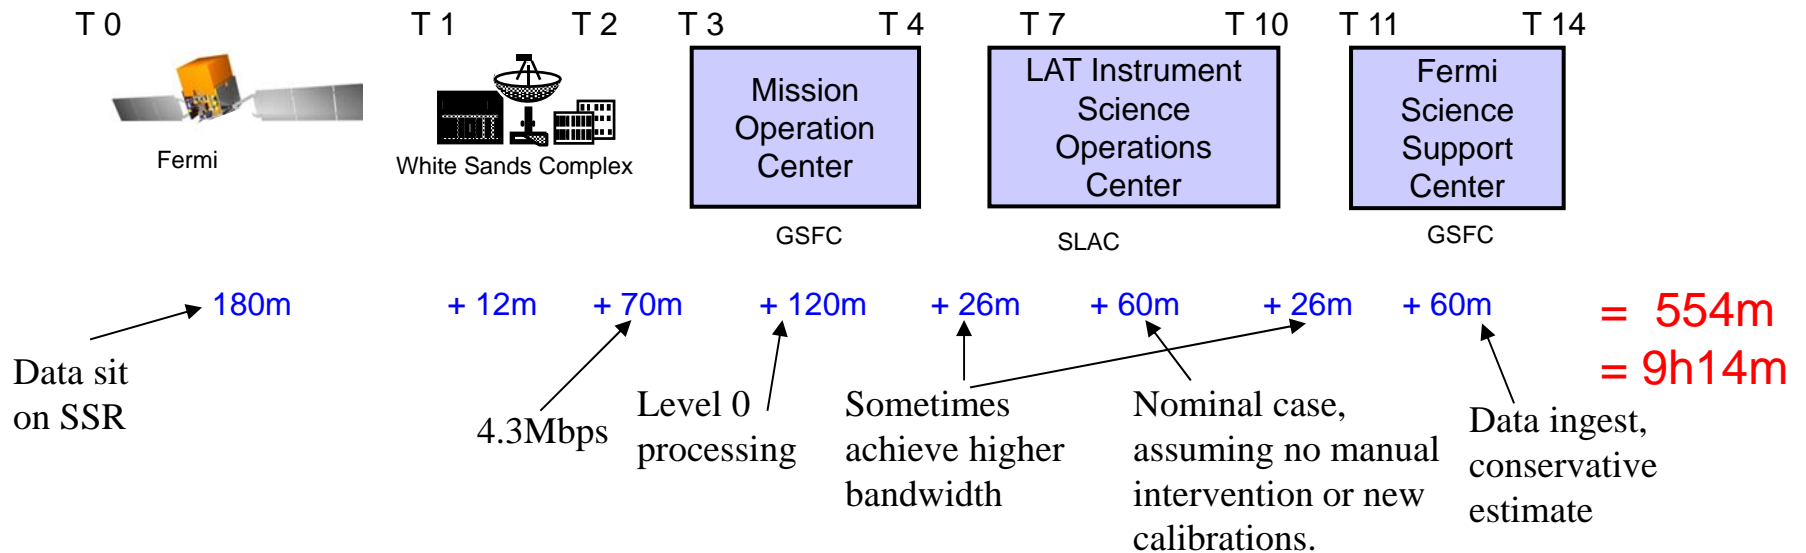 T 0
T 1
T 2
T 3
T 4
T 7
T 10
T 11
T 14
Fermi
White Sands Complex
Mission
Operation
Center
LAT Instrument
Science
Operations
Center
Fermi
Science
Support
Center
GSFC
SLAC
GSFC
180m
+ 12m
+ 70m
+ 120m
+ 26m
+ 60m
+ 26m
+ 60m
= 554m
= 9h14m
Data sit
on SSR
4.3Mbps
Level 0
processing
Sometimes
achieve higher
bandwidth
Nominal case,
assuming no manual
intervention or new
calibrations.
Data ingest,
conservative
estimate